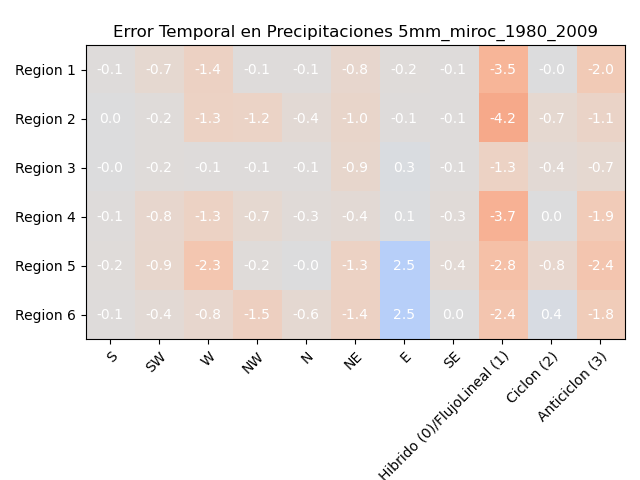 Error Temporal en Precipitaciones 5mm_miroc_1980_2009
Region 1 -0.1 -0.7 -1.4 -0.1 -0.1 -0.8 -0.2 -0.1 -3.5 -0.0 -2.0
Region 2 0.0 -0.2 -1.3 -1.2 -0.4 -1.0 -0.1 -0.1 -4.2 -0.7 -1.1
Region 3 -0.0 -0.2 -0.1 -0.1 -0.1 -0.9 0.3 -0.1 -1.3 -0.4 -0.7
Region 4 -0.1 -0.8 -1.3 -0.7 -0.3 -0.4 0.1 -0.3 -3.7 0.0 -1.9
Region 5 -0.2 -0.9 -2.3 -0.2 -0.0 -1.3 2.5 -0.4 -2.8 -0.8 -2.4
Region 6 -0.1 -0.4 -0.8 -1.5 -0.6 -1.4 2.5 0.0 -2.4 0.4 -1.8
S SW W NW N NE E SE Hibrido (0)/FlujoLineal (1) Ciclon (2) Anticiclon (3)